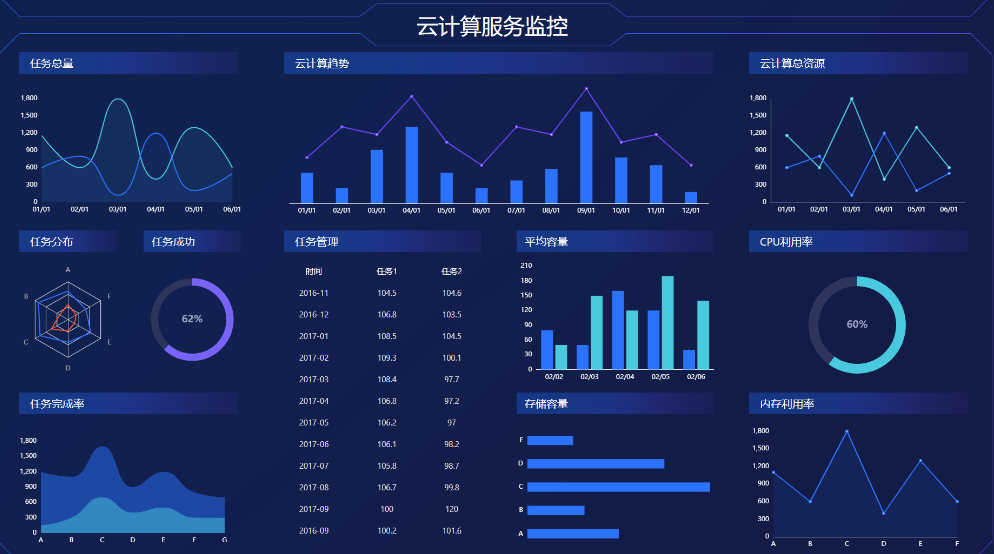 云计算服务监控
任务总量
1,800
1,500
1,200
900
600
300
0
01/01 02/01 03/01 04/01 05/01 06/01
云计算趋势
01/01 02/01 03/01 04/01 05/01 06/01 07/01 08/01 09/01 10/01 11/01 12/01
云计算总资源
1,800
1,500
1,200
900
600
300
0
01/01 02/01 03/01 04/01 05/01 06/01
任务分布
A
B F
C E
D
任务成功
62%
任务管理
时间 任务1 任务2
2016-11 104.5 104.6
2016-12 106.8 103.5
2017-01 108.5 104.5
2017-02 109.3 100.1
2017-03 108.4 97.7
2017-04 106.8 97.2
2017-05 106.2 97
2017-06 106.1 98.2
2017-07 105.8 98.7
2017-08 106.7 99.8
2017-09 100 120
2016-09 100.2 101.6
平均容量
210
180
150
120
90
60
30
0
02/02 02/03 02/04 02/05 02/06
CPU利用率
60%
任务完成率
1,800
1,500
1,200
900
600
300
0
A B C D E F G
存储容量
E
D
C
B
A
内存利用率
1,800
1,500
1,200
900
600
300
0
A B C D E F